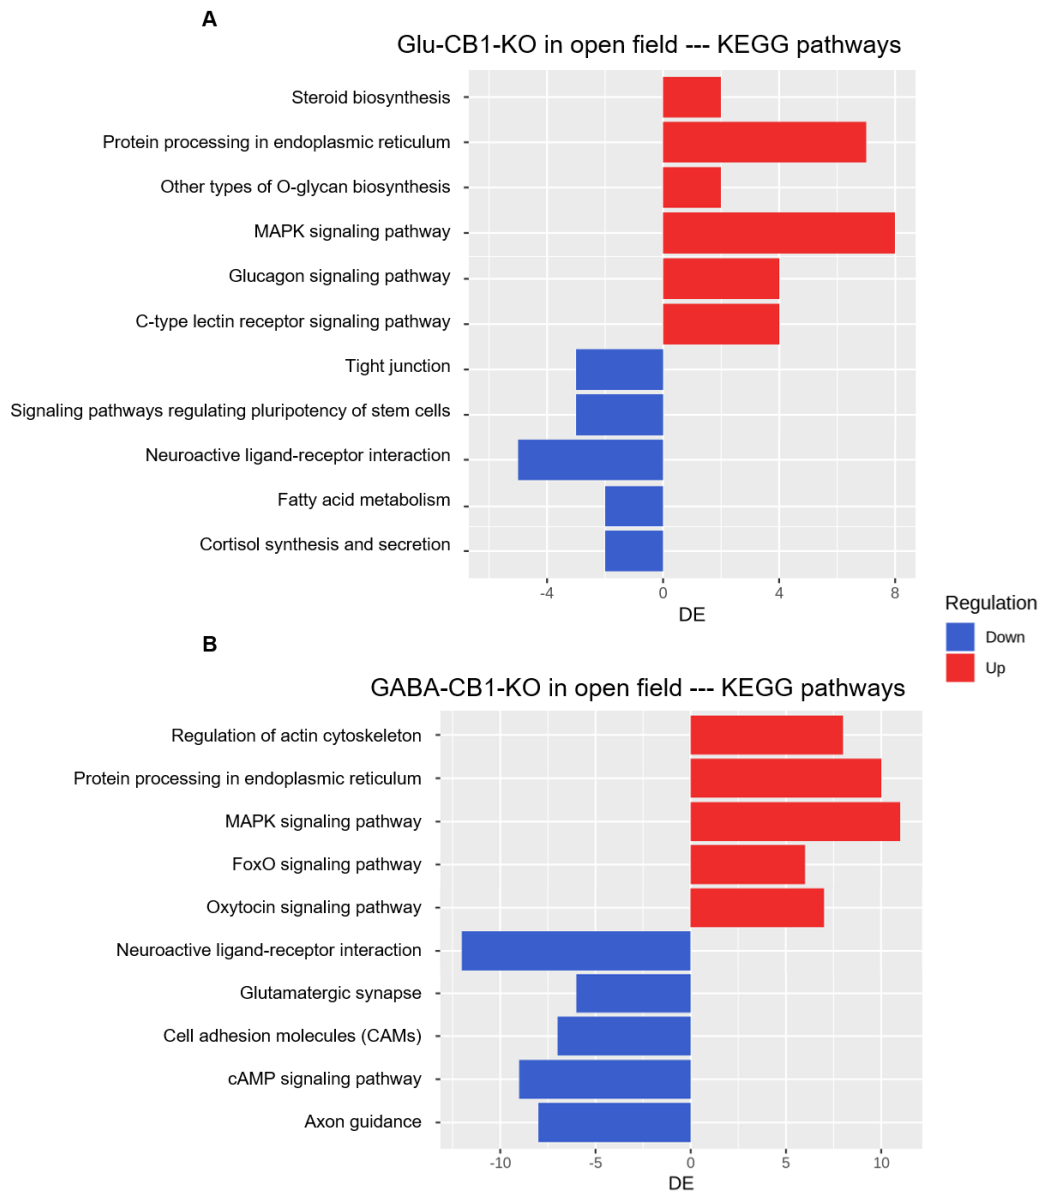 A
Glu-CB1-KO in open field --- KEGG pathways
Steroid biosynthesis
Protein processing in endoplasmic reticulum
Other types of O-glycan biosynthesis
MAPK signaling pathway
Glucagon signaling pathway
C-type lectin receptor signaling pathway
Tight junction
Signaling pathways regulating pluripotency of stem cells
Neuroactive ligand-receptor interaction
Fatty acid metabolism
Cortisol synthesis and secretion
-4 0 4 8
DE
Regulation
Down
Up
B
GABA-CB1-KO in open field --- KEGG pathways
Regulation of actin cytoskeleton
Protein processing in endoplasmic reticulum
MAPK signaling pathway
FoxO signaling pathway
Oxytocin signaling pathway
Neuroactive ligand-receptor interaction
Glutamatergic synapse
Cell adhesion molecules (CAMs)
cAMP signaling pathway
Axon guidance
-10 -5 0 5 10
DE